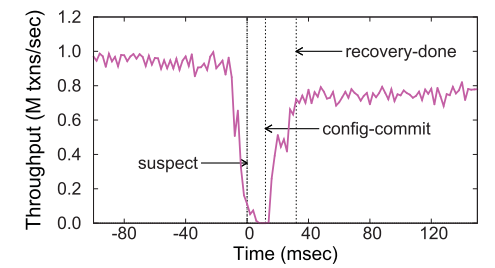 Throughput (M txns/sec)
1.2
1.0
0.8
0.6
0.4
0.2
0.0
recovery-done
config-commit
suspect
-80 -40 0 40 80 120
Time (msec)